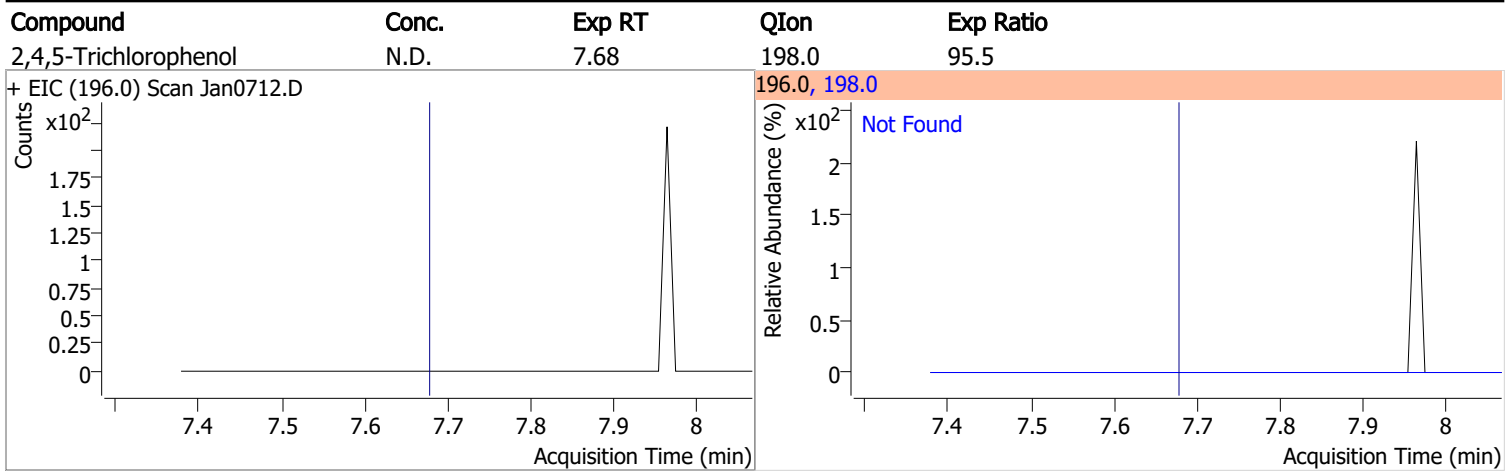 Compound Conc. Exp RT QIon Exp Ratio
2,4,5-Trichlorophenol N.D. 7.68 198.0 95.5
+ EIC (196.0) Scan Jan0712.D
Counts
x10²
1.75
1.5
1.25
1
0.75
0.5
0.25
0
7.4 7.5 7.6 7.7 7.8 7.9 8
Acquisition Time (min)
196.0, 198.0
Relative Abundance (%)
x10²
Not Found
2
1.5
1
0.5
0
7.4 7.5 7.6 7.7 7.8 7.9 8
Acquisition Time (min)